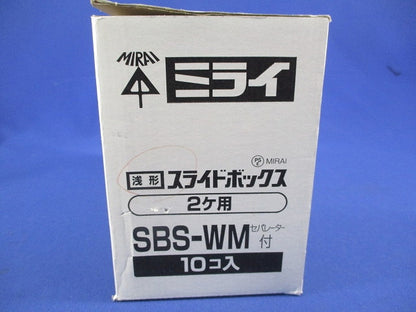 MIRAI
ミライ
PS
E
MIRAI
浅形 スライドボックス
2ケ用
SBS-WM セパレーター付
10コ入